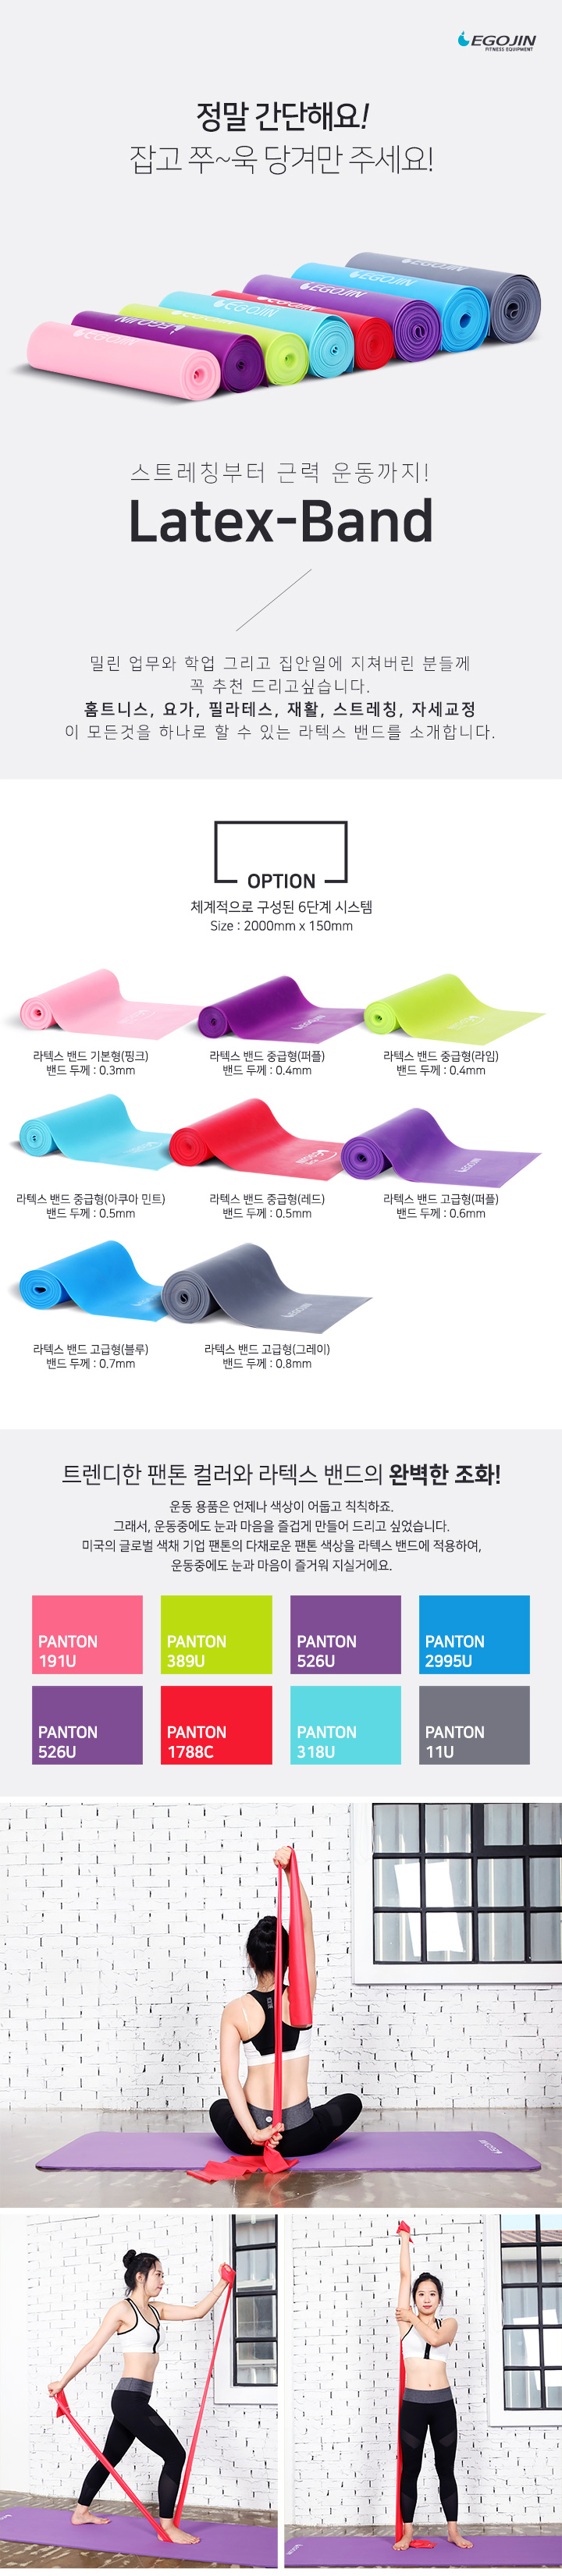 EGOJIN
FITNESS EQUIPMENT
정말 간단해요!
잡고 쭈~욱 당겨만 주세요!
EGOJIN
EGOJIN
EGOJIN
EGOJIN
EGOJIN
EGOJIN
EGOJIN
EGOJIN
스트레칭부터 근력 운동까지!
Latex-Band
밀린 업무와 학업 그리고 집안일에 지쳐버린 분들께
꼭 추천 드리고싶습니다.
홈트니스, 요가, 필라테스, 재활, 스트레칭, 자세교정
이 모든것을 하나로 할 수 있는 라텍스 밴드를 소개합니다.
OPTION
체계적으로 구성된 6단계 시스템
Size : 2000mm x 150mm
라텍스 밴드 기본형(핑크)
밴드 두께 : 0.3mm
라텍스 밴드 중급형(퍼플)
밴드 두께 : 0.4mm
라텍스 밴드 중급형(라임)
밴드 두께 : 0.4mm
라텍스 밴드 중급형(아쿠아 민트)
밴드 두께 : 0.5mm
라텍스 밴드 중급형(레드)
밴드 두께 : 0.5mm
라텍스 밴드 고급형(퍼플)
밴드 두께 : 0.6mm
라텍스 밴드 고급형(블루)
밴드 두께 : 0.7mm
라텍스 밴드 고급형(그레이)
밴드 두께 : 0.8mm
트렌디한 팬톤 컬러와 라텍스 밴드의 완벽한 조화!
운동 용품은 언제나 색상이 어둡고 칙칙하죠.
그래서, 운동중에도 눈과 마음을 즐겁게 만들어 드리고 싶었습니다.
미국의 글로벌 색채 기업 팬톤의 다채로운 팬톤 색상을 라텍스 밴드에 적용하여,
운동중에도 눈과 마음이 즐거워 지실거에요.
PANTON
191U
PANTON
389U
PANTON
526U
PANTON
2995U
PANTON
526U
PANTON
1788C
PANTON
318U
PANTON
11U